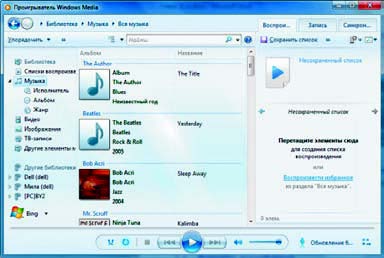 Проигрыватель Windows Media
Библиотека ▸ Музыка ▸ Вся музыка
Воспрои...
Запись
Синхрон...
Упорядочить
Найти
Сохранить список
Альбом
Название
Библиотека
Списки воспроизве
Музыка
Исполнитель
Альбом
Жанр
Видео
Изображения
ТВ-записи
Другие элементы м
Другие библиотек
Dell (dell)
Мила (dell)
(PC)BY2
Bing
The Author
Album
The Title
The Author
Blues
Неизвестный год
Beatles
The Beatles
Yesterday
Beatles
Rock & Roll
2005
Bob Acri
Bob Acri
Sleep Away
Bob Acri
Jazz
2004
Mr. Scruff
Ninja Tuna
Kalimba
Несохраненный список
Несохраненный список
Перетащите элементы сюда
для создания списка
воспроизведения
или
Воспроизвести избранное
из раздела "Вся музыка".
0 элем.
Обновление б...